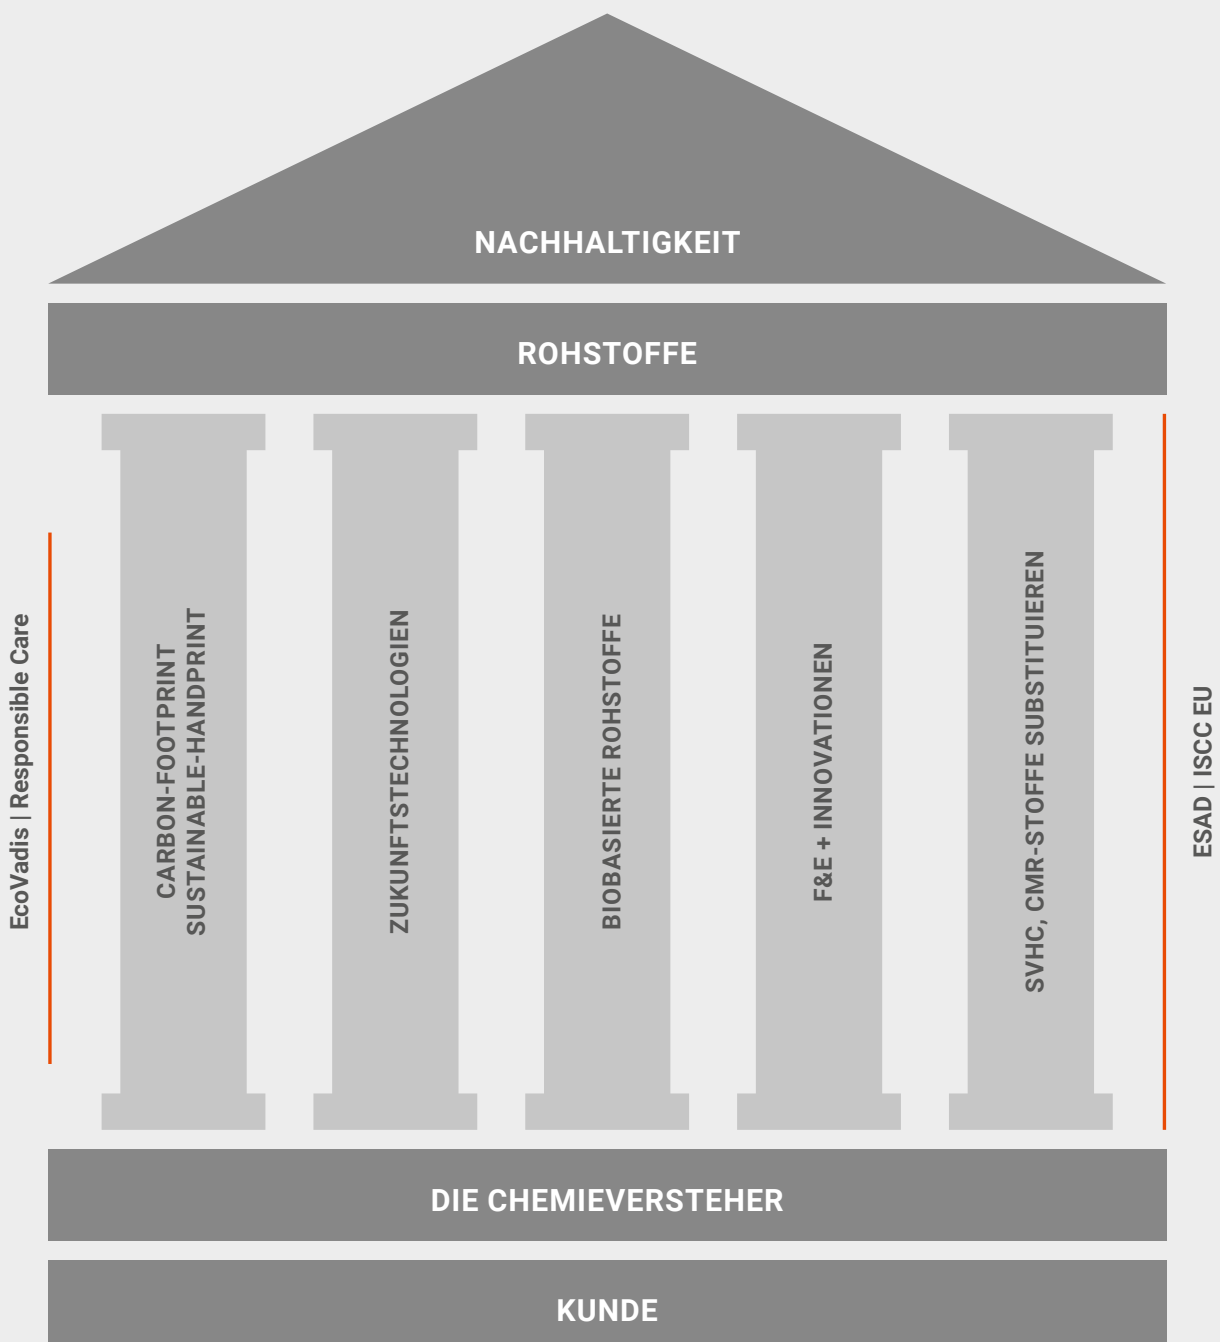 NACHHALTIGKEIT
ROHSTOFFE
EcoVadis | Responsible Care
CARBON-FOOTPRINT
SUSTAINABLE-HANDPRINT
ZUKUNFTSTECHNOLOGIEN
BIOBASIERTE ROHSTOFFE
F&E + INNOVATIONEN
SVHC, CMR-STOFFE SUBSTITUIEREN
ESAD | ISCC EU
DIE CHEMIEVERSTEHER
KUNDE